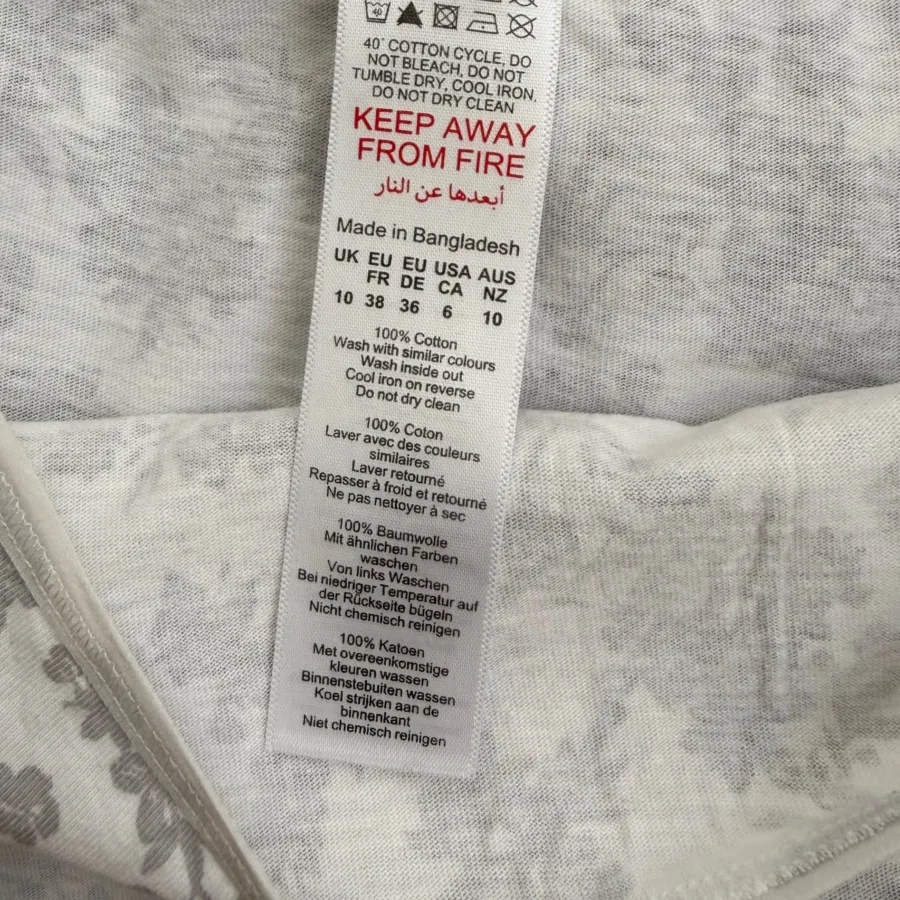 40
40° COTTON CYCLE, DO
NOT BLEACH, DO NOT
TUMBLE DRY, COOL IRON,
DO NOT DRY CLEAN
KEEP AWAY
FROM FIRE
أبعدها عن النار
Made in Bangladesh
UK EU EU USA AUS
FR DE CA NZ
10 38 36 6 10
100% Cotton
Wash with similar colours
Wash inside out
Cool iron on reverse
Do not dry clean
100% Coton
Laver avec des couleurs
similaires
Laver retourné
Repasser à froid et retourné
Ne pas nettoyer à sec
100% Baumwolle
Mit ähnlichen Farben
waschen
Von links Waschen
Bei niedriger Temperatur auf
der Rückseite bügeln
Nicht chemisch reinigen
100% Katoen
Met overeenkomstige
kleuren wassen
Binnenstebuiten wassen
Koel strijken aan de
binnenkant
Niet chemisch reinigen